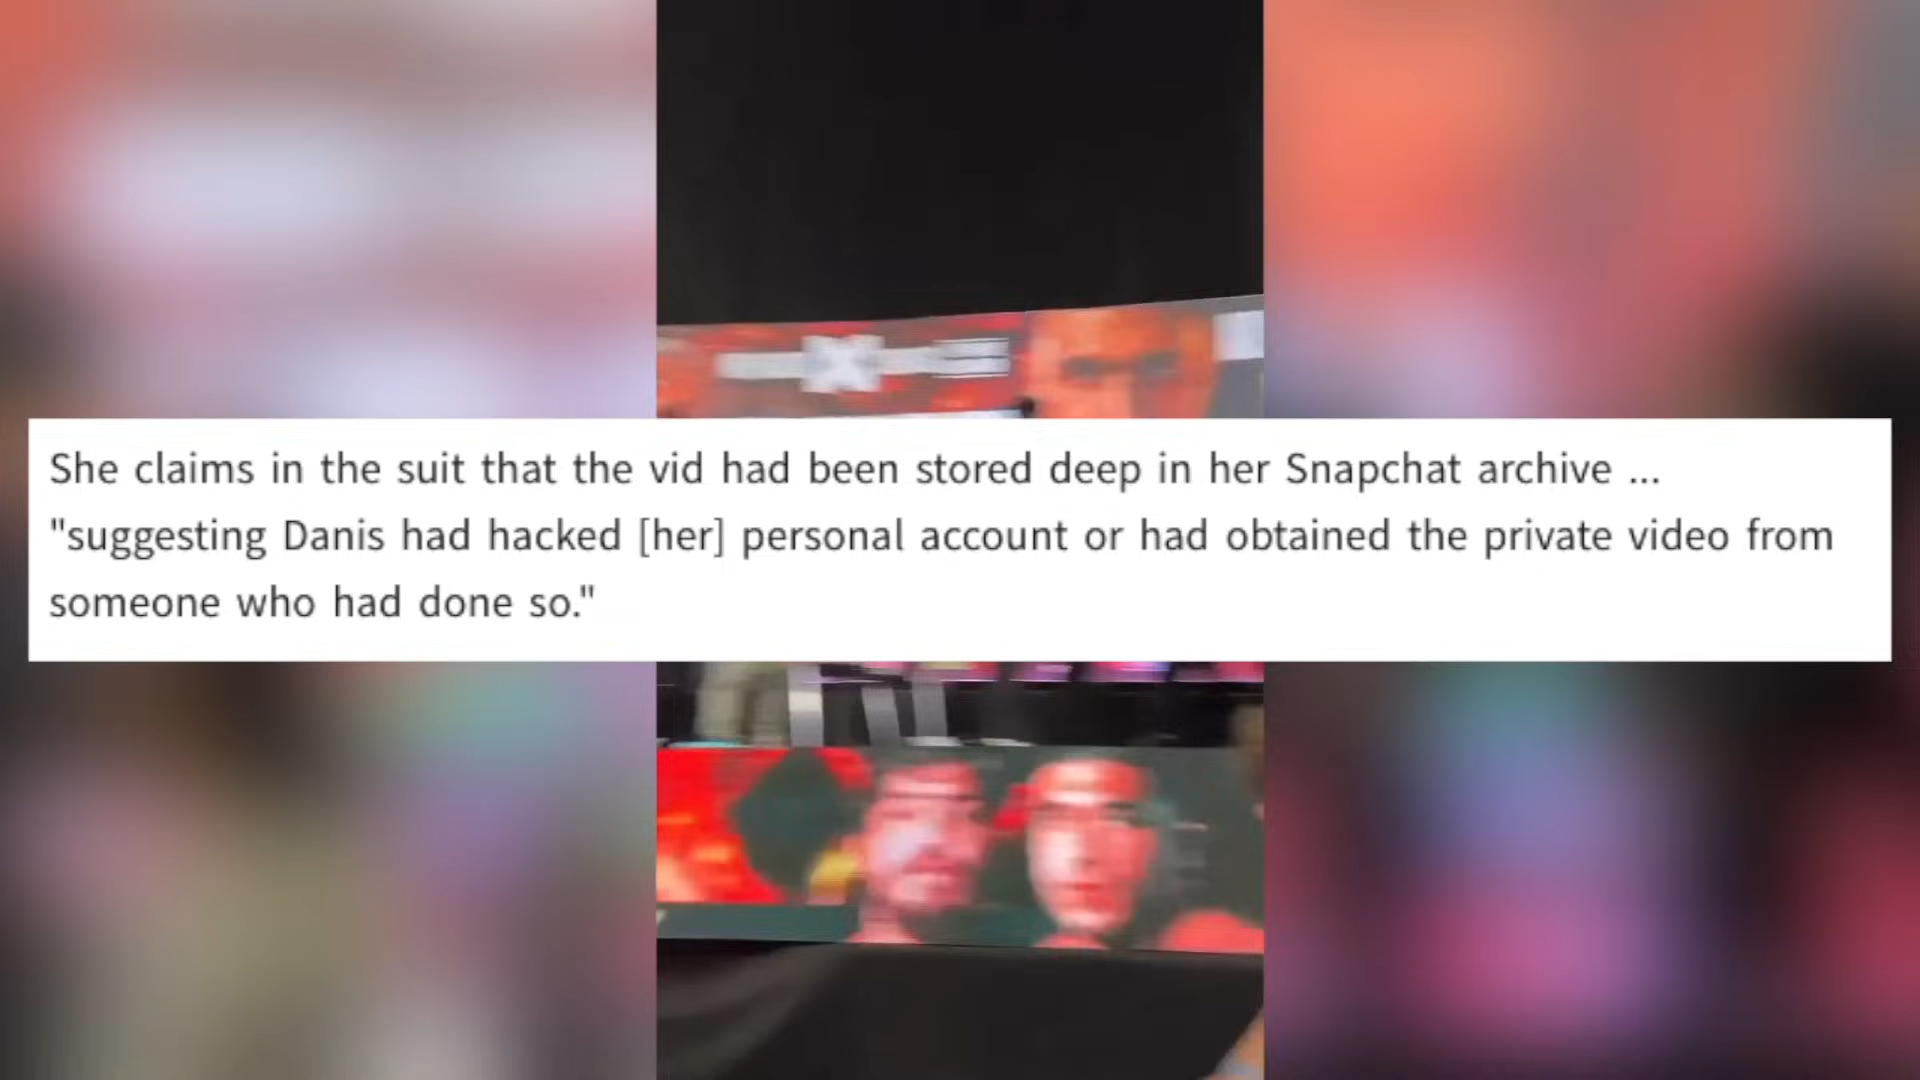 She claims in the suit that the vid had been stored deep in her Snapchat archive ...
"suggesting Danis had hacked [her] personal account or had obtained the private video from
someone who had done so."